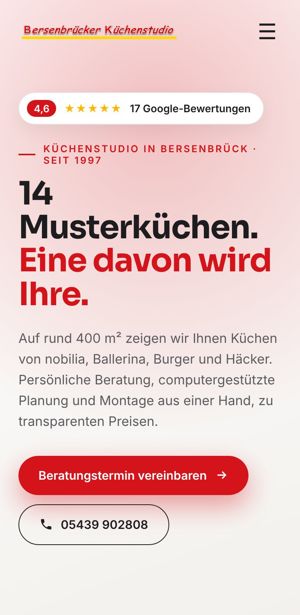 Bersenbrücker Küchenstudio
4,6 ★★★★★ 17 Google-Bewertungen
KÜCHENSTUDIO IN BERSENBRÜCK ·
SEIT 1997
14
Musterküchen.
Eine davon wird
Ihre.
Auf rund 400 m² zeigen wir Ihnen Küchen
von nobilia, Ballerina, Burger und Häcker.
Persönliche Beratung, computergestützte
Planung und Montage aus einer Hand, zu
transparenten Preisen.
Beratungstermin vereinbaren →
05439 902808